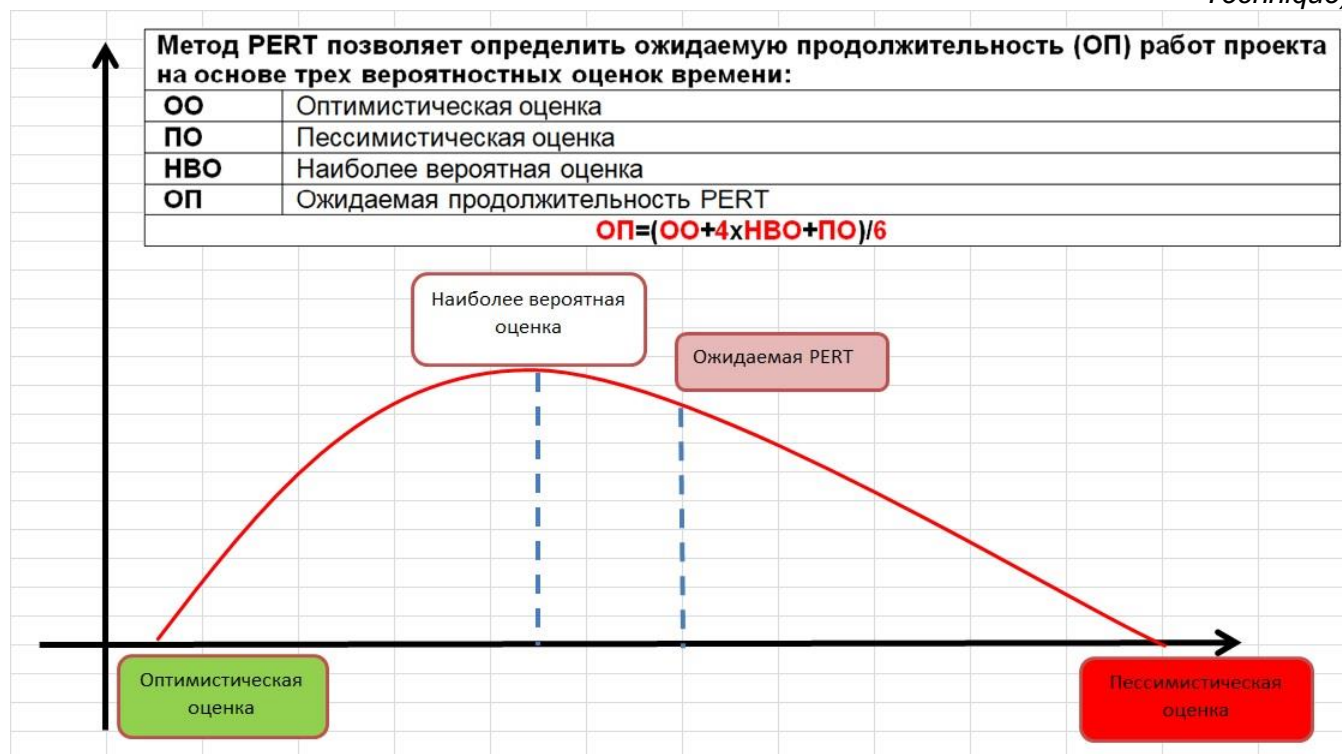 Technique)
Метод PERT позволяет определить ожидаемую продолжительность (ОП) работ проекта
на основе трех вероятностных оценок времени:
ОО Оптимистическая оценка
ПО Пессимистическая оценка
НВО Наиболее вероятная оценка
ОП Ожидаемая продолжительность PERT
ОП=(ОО+4хНВО+ПО)/6
Наиболее вероятная
оценка
Ожидаемая PERT
Оптимистическая
оценка
Пессимистическая
оценка